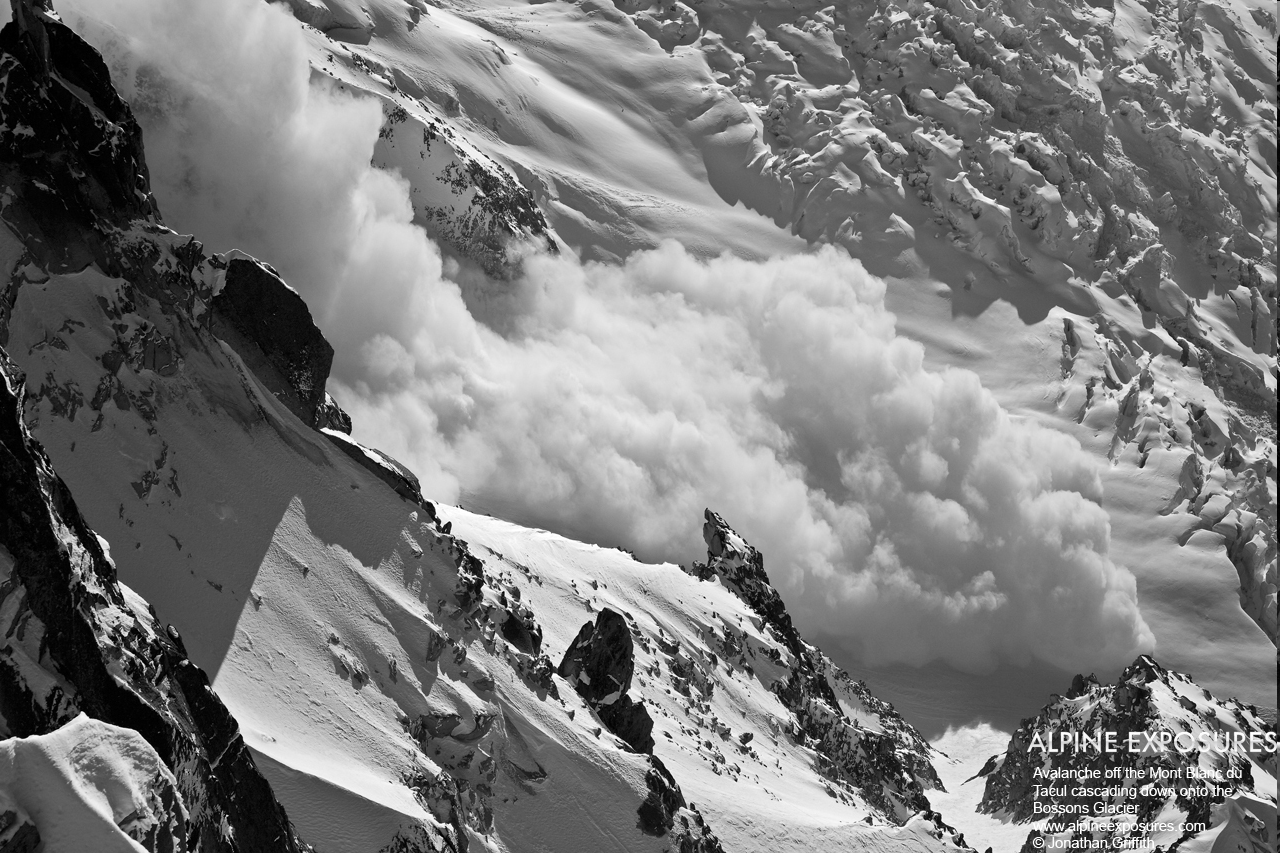 ALPINE EXPOSURES
Avalanche off the Mont Blanc du
Tacul cascading down onto the
Bossons Glacier
www.alpineexposures.com
© Jonathan Griffith